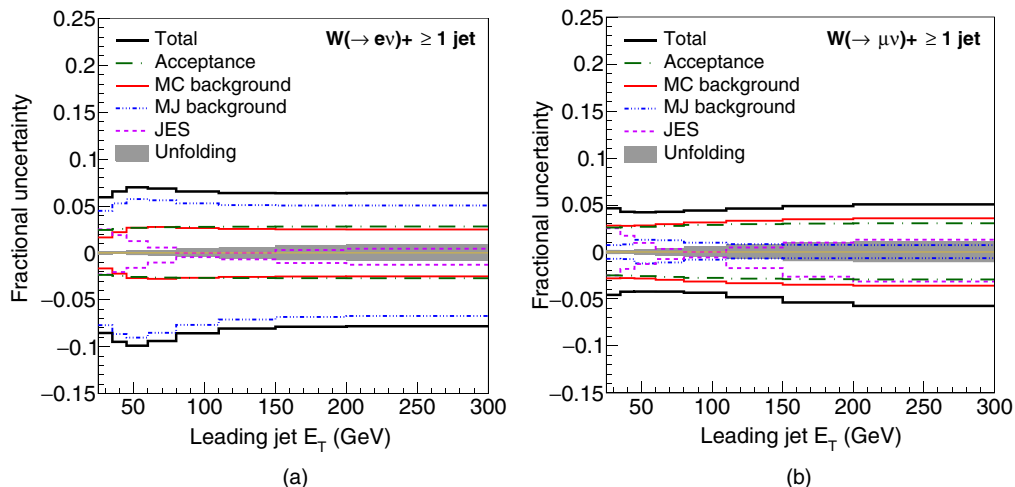 0.25
0.2
0.15
0.1
0.05
0
−0.05
−0.1
−0.15
Fractional uncertainty
W(→ eν)+ ≥ 1 jet
Total
Acceptance
MC background
MJ background
JES
Unfolding
50 100 150 200 250 300
Leading jet E_T (GeV)
(a)
0.25
0.2
0.15
0.1
0.05
0
−0.05
−0.1
−0.15
Fractional uncertainty
W(→ μν)+ ≥ 1 jet
Total
Acceptance
MC background
MJ background
JES
Unfolding
50 100 150 200 250 300
Leading jet E_T (GeV)
(b)